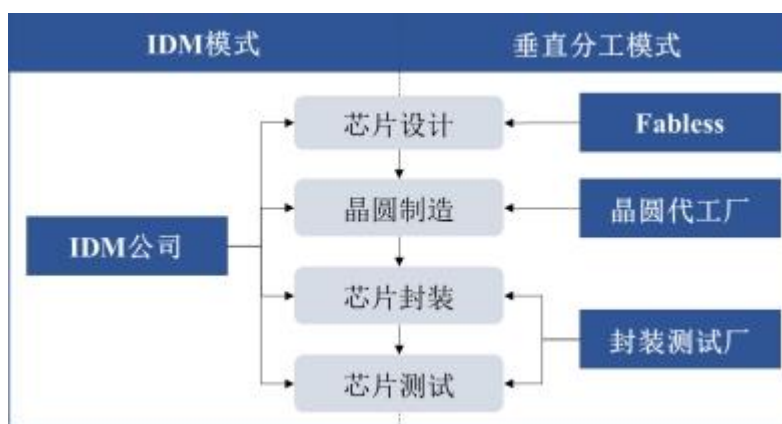 IDM模式
垂直分工模式
芯片设计
Fabless
晶圆制造
晶圆代工厂
IDM公司
芯片封装
封装测试厂
芯片测试